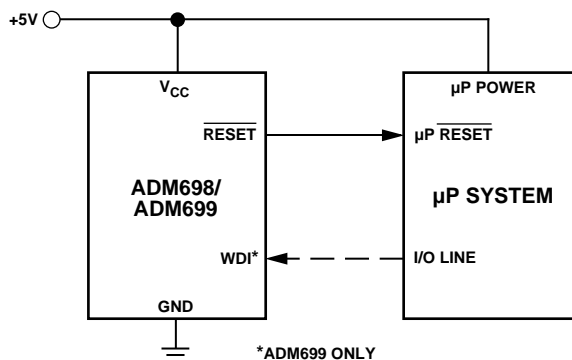 +5V
VCC
RESET
ADM698/
ADM699
WDI*
GND
µP POWER
µP RESET
µP SYSTEM
I/O LINE
*ADM699 ONLY